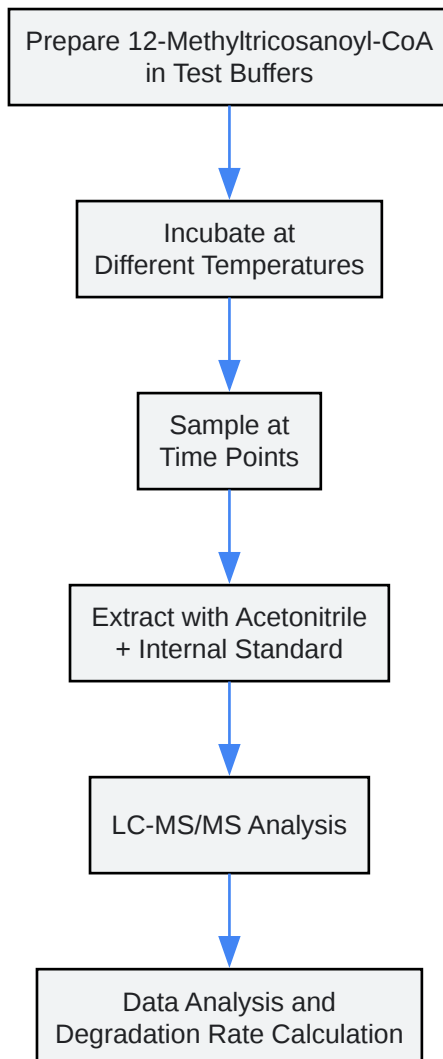 Prepare 12-Methyltricosanoyl-CoA
in Test Buffers
Incubate at
Different Temperatures
Sample at
Time Points
Extract with Acetonitrile
+ Internal Standard
LC-MS/MS Analysis
Data Analysis and
Degradation Rate Calculation